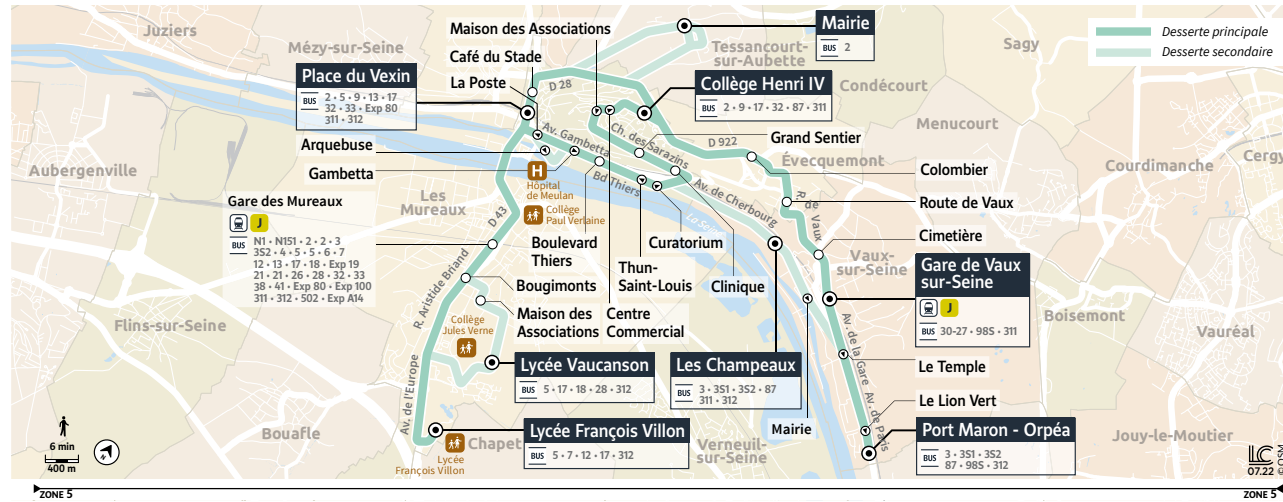 Juziers
Mézy-sur-Seine
Maison des Associations
Café du Stade
La Poste
Mairie
BUS 2
Tessancourt-
sur-Aubette
Sagy
Desserte principale
Desserte secondaire
Place du Vexin
BUS 2 • 5 • 9 • 13 • 17
32 • 33 • Exp 80
311 • 312
D 28
Collège Henri IV
BUS 2 • 9 • 17 • 32 • 87 • 311
Condécourt
Menucourt
Courdimanche
Cergy
Aubergenville
Arquebuse
Gambetta
Av. Gambetta
Ch. des Sarazins
D 922
Grand Sentier
Évecquemont
Colombier
Route de Vaux
Cimetière
H
Hôpital
de Meulan
Collège
Paul Verlaine
Bd Thiers
Av. de Cherbourg
La Seine
R. de Vaux
Les
Mureaux
D 43
Gare des Mureaux
J
BUS N1 • N151 • 2 • 2 • 3
3S2 • 4 • 5 • 5 • 6 • 7
12 • 13 • 17 • 18 • Exp 19
21 • 21 • 26 • 28 • 32 • 33
38 • 41 • Exp 80 • Exp 100
311 • 312 • 502 • Exp A14
Boulevard
Thiers
Curatorium
Thun-
Saint-Louis
Clinique
Vaux-
sur-Seine
Gare de Vaux
sur-Seine
J
BUS 30-27 • 98S • 311
Boisemont
Vauréal
R. Aristide Briand
Bougimonts
Maison des
Associations
Centre
Commercial
Collège
Jules Verne
Flins-sur-Seine
Lycée Vaucanson
BUS 5 • 17 • 18 • 28 • 312
Les Champeaux
BUS 3 • 3S1 • 3S2 • 87
311 • 312
Av. de la Gare
Av. de Paris
Le Temple
Le Lion Vert
Mairie
Av. de l'Europe
Bouafle
Chapet
Lycée
François Villon
Lycée François Villon
BUS 5 • 7 • 12 • 17 • 312
Verneuil-
sur-Seine
Port Maron - Orpéa
BUS 3 • 3S1 • 3S2
87 • 98S • 312
Jouy-le-Moutier
6 min
400 m
LLC
07.22
© OSM
ZONE 5
ZONE 5